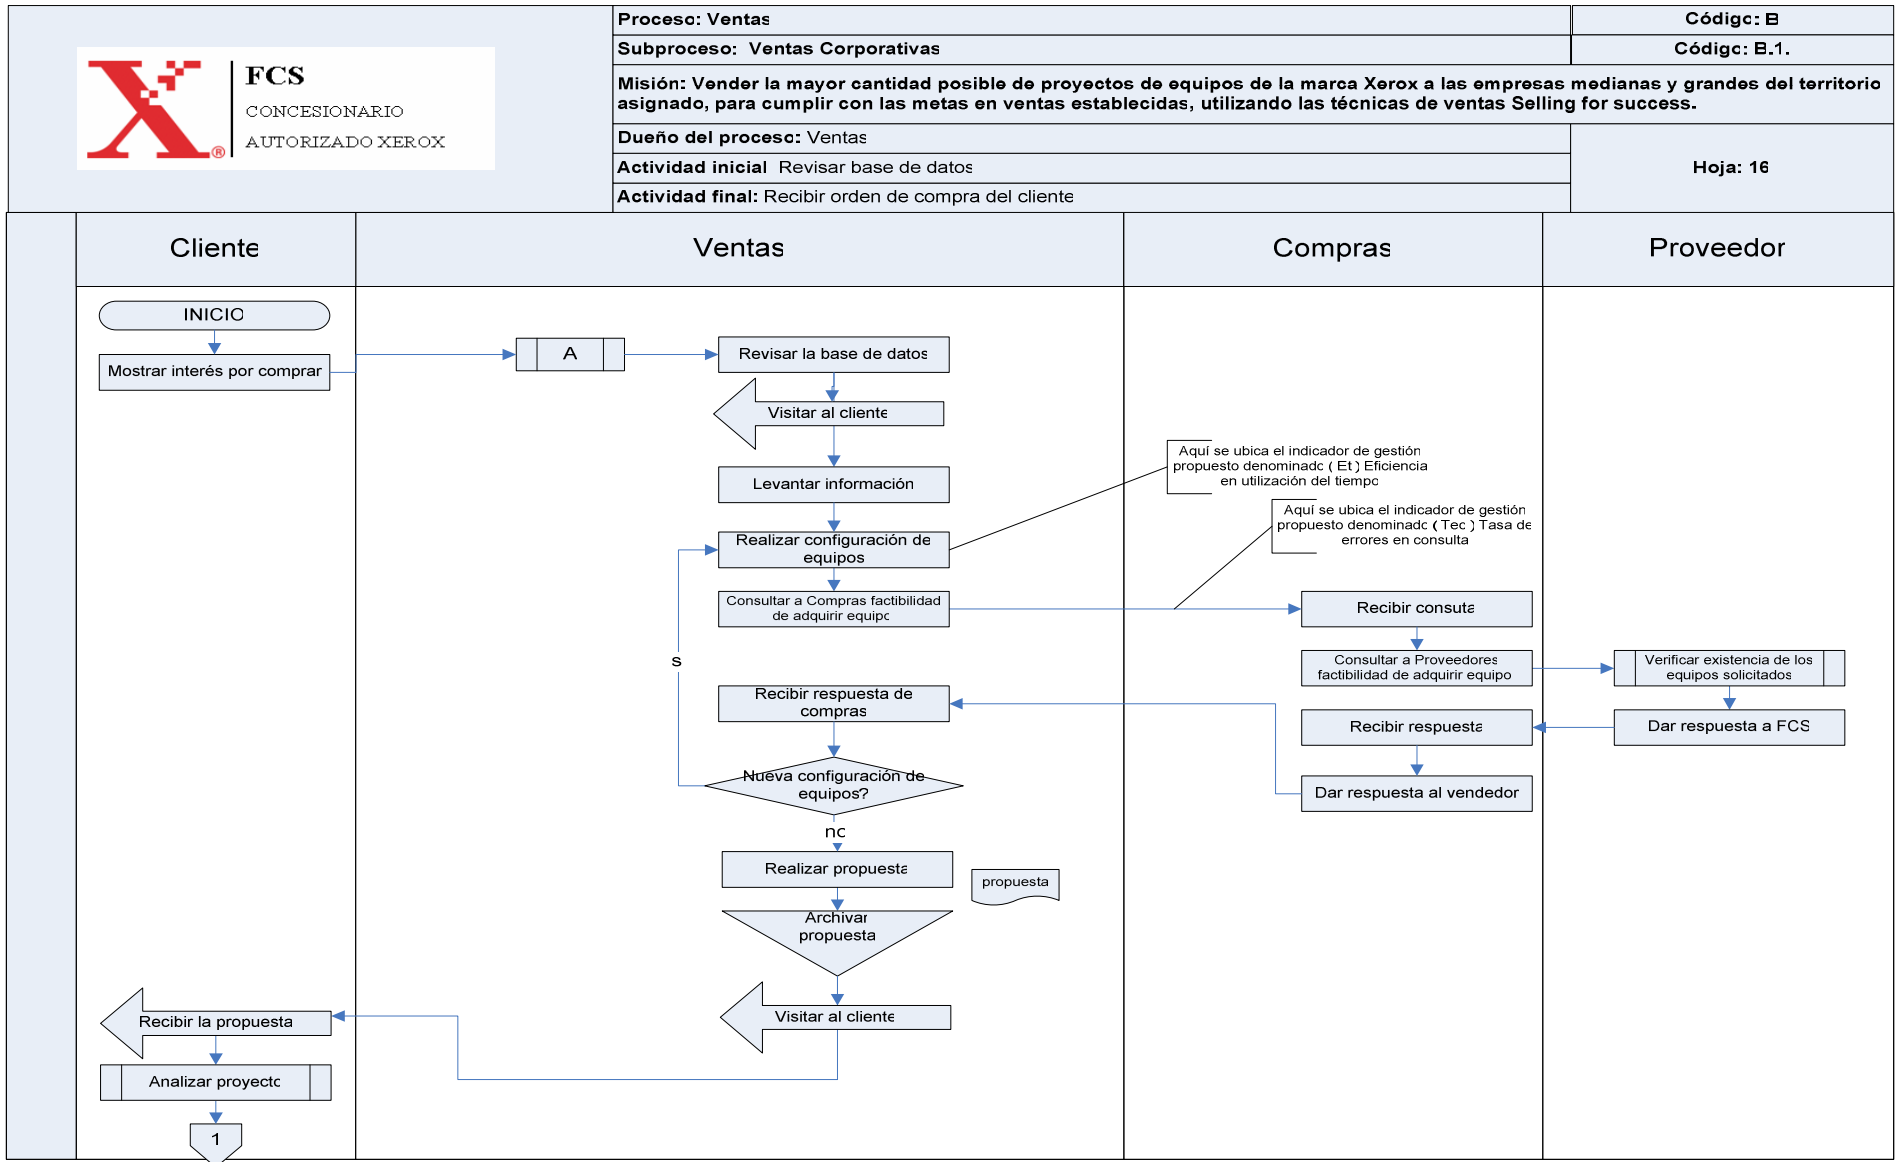 Proceso: Ventas
Código: B
Subproceso: Ventas Corporativas
Código: B.1.
Misión: Vender la mayor cantidad posible de proyectos de equipos de la marca Xerox a las empresas medianas y grandes del territorio
asignado, para cumplir con las metas en ventas establecidas, utilizando las técnicas de ventas Selling for success.
Dueño del proceso: Ventas
Actividad inicial Revisar base de datos
Actividad final: Recibir orden de compra del cliente
Hoja: 16
X®
FCS
CONCESIONARIO
AUTORIZADO XEROX
Cliente
Ventas
Compras
Proveedor
INICIO
Mostrar interés por comprar
A
Revisar la base de datos
Visitar al cliente
Levantar información
Aquí se ubica el indicador de gestión
propuesto denominado ( Et ) Eficiencia
en utilización del tiempo
Aquí se ubica el indicador de gestión
propuesto denominado ( Tec ) Tasa de
errores en consulta
Realizar configuración de
equipos
Consultar a Compras factibilidad
de adquirir equipo
Recibir consuta
Consultar a Proveedores
factibilidad de adquirir equipo
Verificar existencia de los
equipos solicitados
s
Recibir respuesta de
compras
Recibir respuesta
Dar respuesta a FCS
Nueva configuración de
equipos?
Dar respuesta al vendedor
no
Realizar propuesta
propuesta
Archivar
propuesta
Visitar al cliente
Recibir la propuesta
Analizar proyecto
1